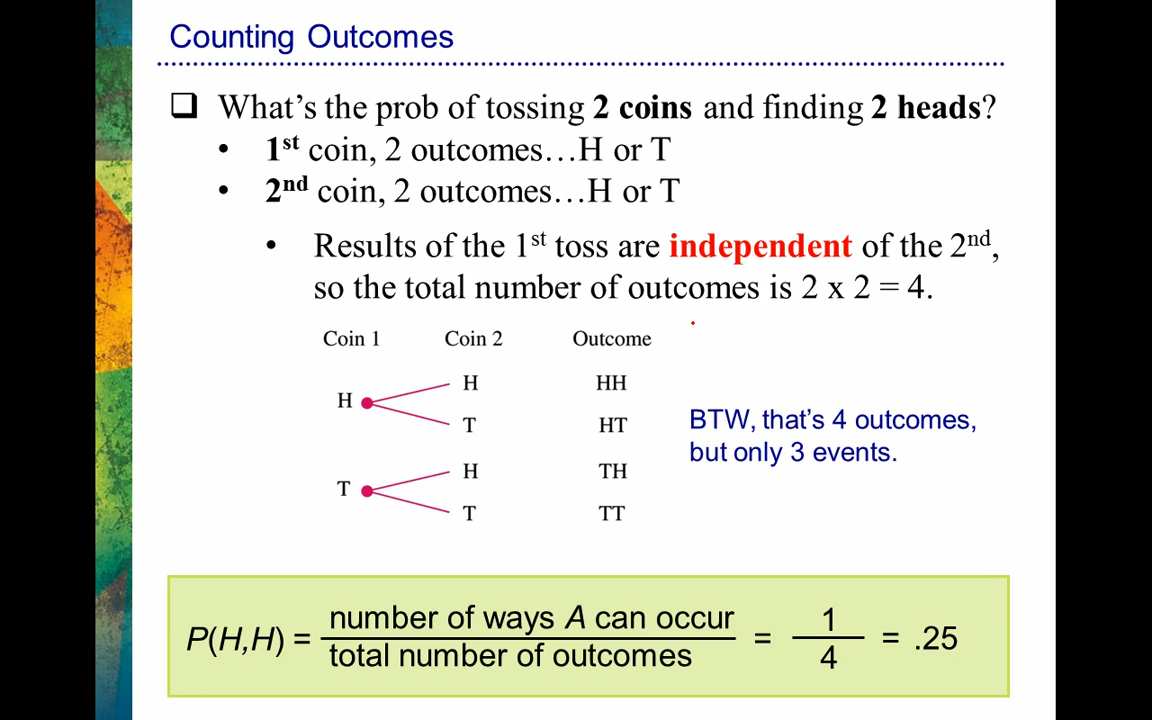 Counting Outcomes
❑ What's the prob of tossing 2 coins and finding 2 heads?
• 1st coin, 2 outcomes…H or T
• 2nd coin, 2 outcomes…H or T
• Results of the 1st toss are independent of the 2nd,
so the total number of outcomes is 2 x 2 = 4.
Coin 1 Coin 2 Outcome
H HH
H
T HT
BTW, that's 4 outcomes,
but only 3 events.
H TH
T
T TT
P(H,H) = number of ways A can occur / total number of outcomes = 1 / 4 = .25